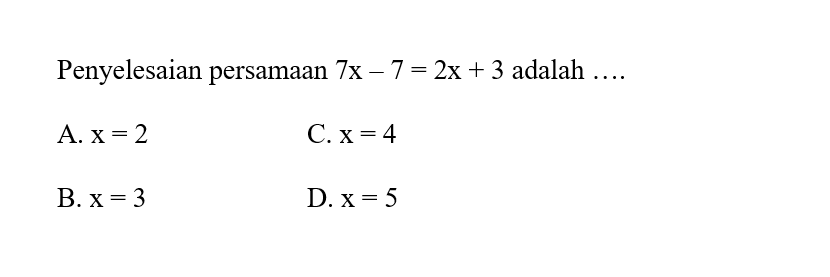 Penyelesaian persamaan 7x – 7 = 2x + 3 adalah ….
A. x = 2 C. x = 4
B. x = 3 D. x = 5